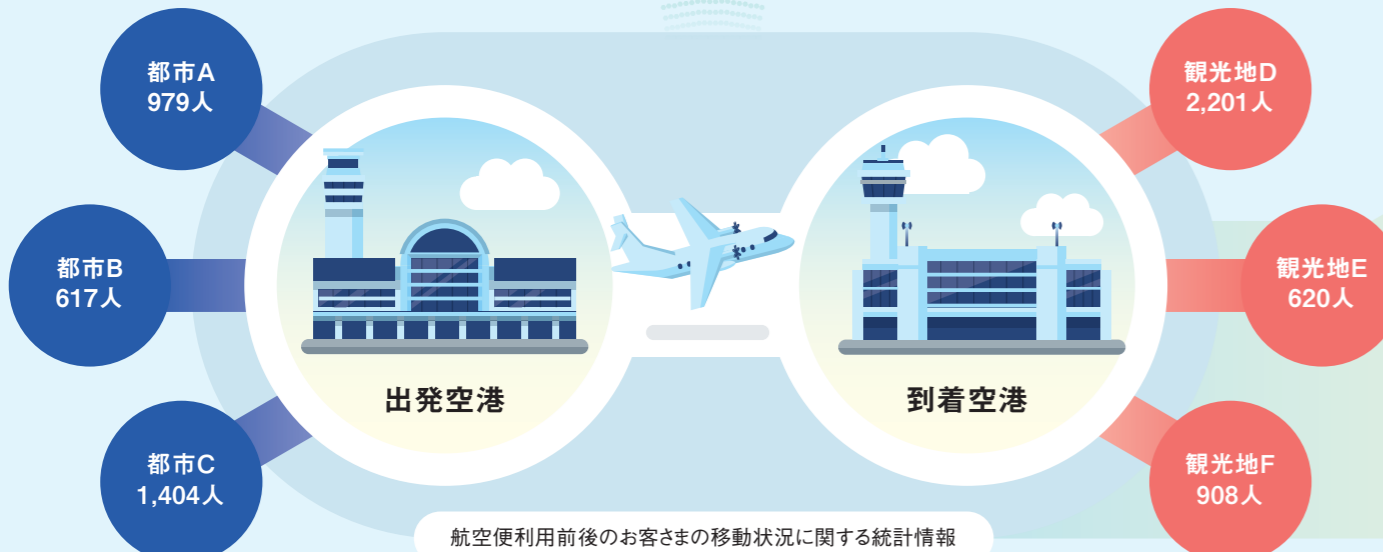 都市A
979人
都市B
617人
都市C
1,404人
出発空港
到着空港
観光地D
2,201人
観光地E
620人
観光地F
908人
航空便利用前後のお客さまの移動状況に関する統計情報